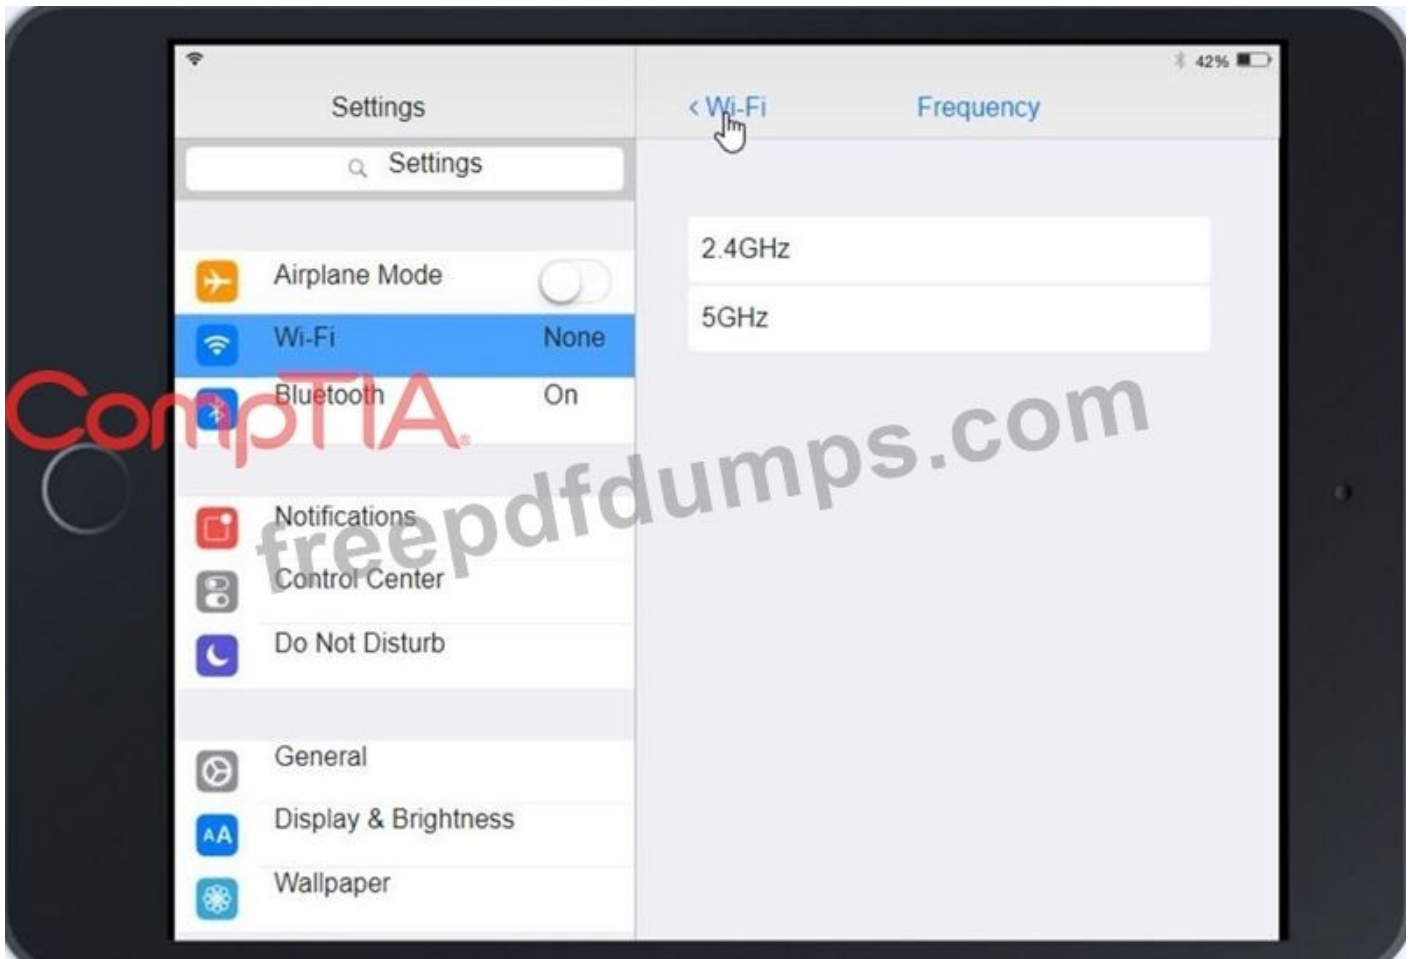 42%
Settings
< Wi-Fi
Frequency
Settings
2.4GHz
Airplane Mode
5GHz
Wi-Fi
None
Bluetooth
On
CompTIA®
freepdfdumps.com
Notifications
Control Center
Do Not Disturb
General
AA
Display & Brightness
Wallpaper